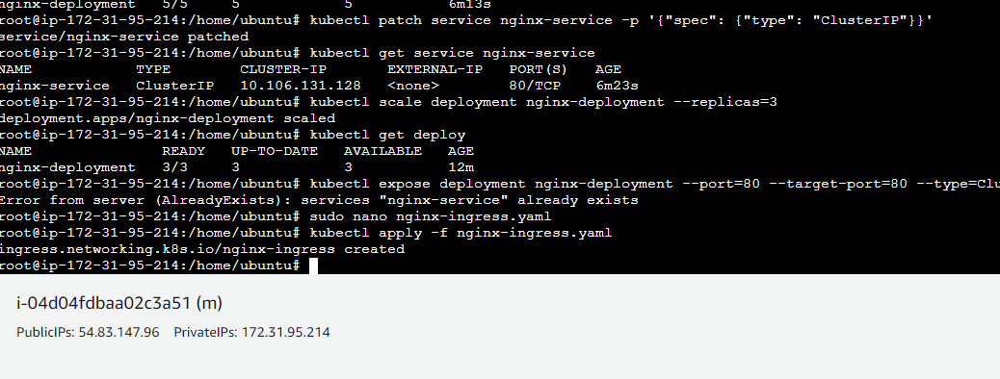 nginx-deployment   5/5     5            5           6m13s
root@ip-172-31-95-214:/home/ubuntu# kubectl patch service nginx-service -p '{"spec": {"type": "ClusterIP"}}'
service/nginx-service patched
root@ip-172-31-95-214:/home/ubuntu# kubectl get service nginx-service
NAME            TYPE        CLUSTER-IP       EXTERNAL-IP   PORT(S)   AGE
nginx-service   ClusterIP   10.106.131.128   <none>        80/TCP    6m23s
root@ip-172-31-95-214:/home/ubuntu# kubectl scale deployment nginx-deployment --replicas=3
deployment.apps/nginx-deployment scaled
root@ip-172-31-95-214:/home/ubuntu# kubectl get deploy
NAME               READY   UP-TO-DATE   AVAILABLE   AGE
nginx-deployment   3/3     3            3           12m
root@ip-172-31-95-214:/home/ubuntu# kubectl expose deployment nginx-deployment --port=80 --target-port=80 --type=Clu
Error from server (AlreadyExists): services "nginx-service" already exists
root@ip-172-31-95-214:/home/ubuntu# sudo nano nginx-ingress.yaml
root@ip-172-31-95-214:/home/ubuntu# kubectl apply -f nginx-ingress.yaml
ingress.networking.k8s.io/nginx-ingress created
root@ip-172-31-95-214:/home/ubuntu#
i-04d04fdbaa02c3a51 (m)
PublicIPs: 54.83.147.96    PrivateIPs: 172.31.95.214